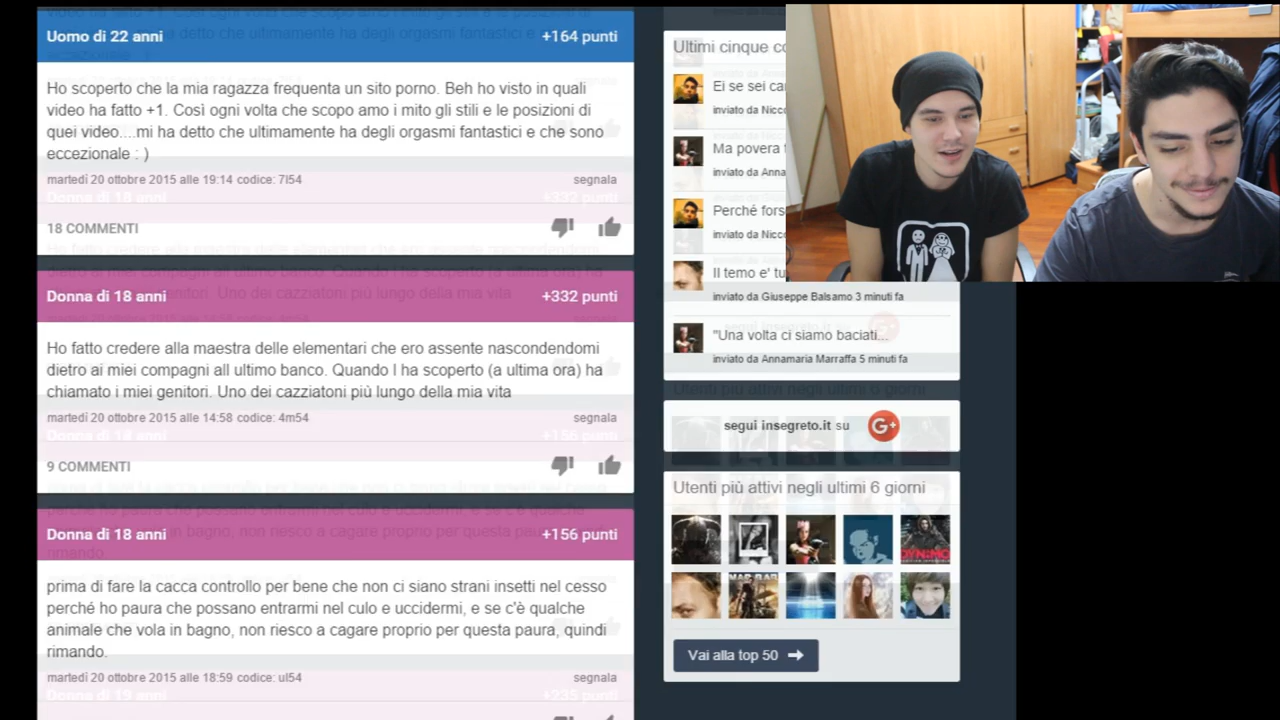 Uomo di 22 anni +164 punti
Ho scoperto che la mia ragazza frequenta un sito porno. Beh ho visto in quali
video ha fatto +1. Così ogni volta che scopo amo i mito gli stili e le posizioni di
quei video....mi ha detto che ultimamente ha degli orgasmi fantastici e che sono
eccezionale : )
martedì 20 ottobre 2015 alle 19:14 codice: 7l54 segnala
18 COMMENTI
Donna di 18 anni +332 punti
Ho fatto credere alla maestra delle elementari che ero assente nascondendomi
dietro ai miei compagni all ultimo banco. Quando l ha scoperto (a ultima ora) ha
chiamato i miei genitori. Uno dei cazziatoni più lungo della mia vita
martedì 20 ottobre 2015 alle 14:58 codice: 4m54 segnala
9 COMMENTI
Donna di 18 anni +156 punti
prima di fare la cacca controllo per bene che non ci siano strani insetti nel cesso
perché ho paura che possano entrarmi nel culo e uccidermi, e se c'è qualche
animale che vola in bagno, non riesco a cagare proprio per questa paura, quindi
rimando.
martedì 20 ottobre 2015 alle 18:59 codice: ul54 segnala
Donna di 19 anni +235 punti
Ultimi cinque
Ei se sei
inviato da
Ma povera
inviato da
Perché
inviato da
Il temo e'
inviato da Giuseppe Balsamo 3 minuti fa
"Una volta ci siamo baciati...
inviato da Annamaria Marraffa 5 minuti fa
segui insegreto.it su G+
Utenti più attivi negli ultimi 6 giorni
Vai alla top 50